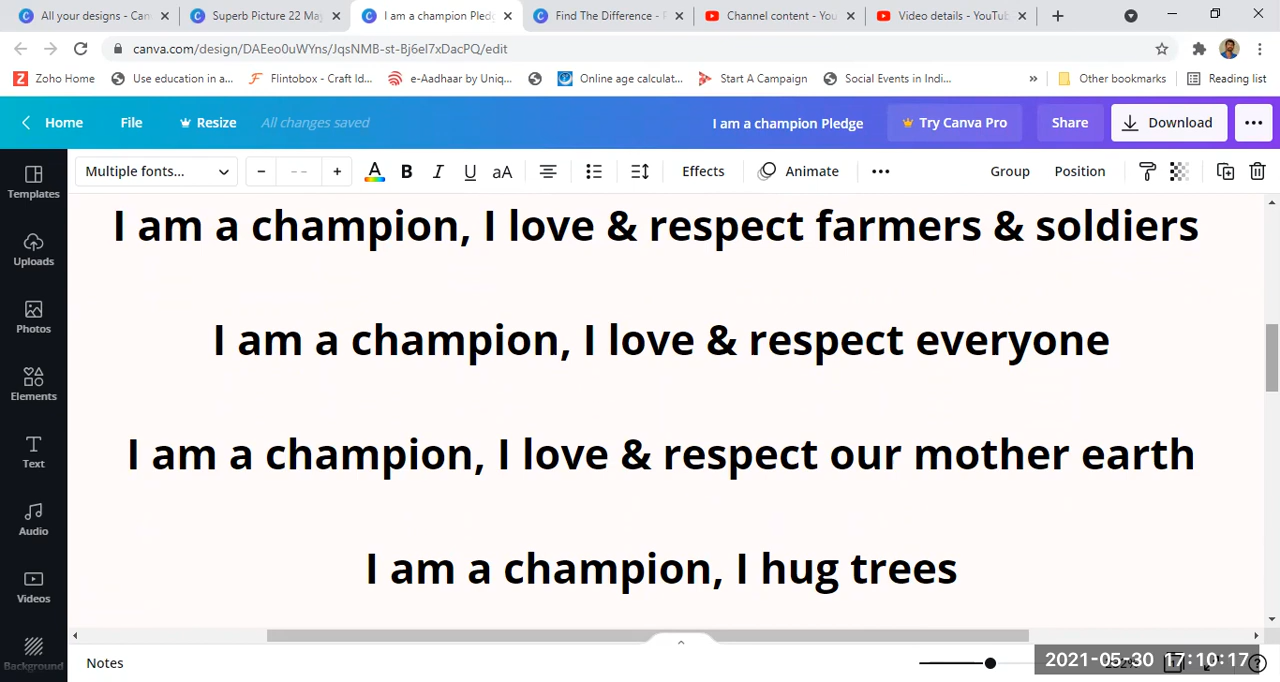 All your designs - Can
Superb Picture 22 Ma
I am a champion Pledg
Find The Difference - P
Channel content - You
Video details - YouTub
canva.com/design/DAEeo0uWYns/JqsNMB-st-Bj6eI7xDacPQ/edit
Zoho Home
Use education in a...
Flintobox - Craft Id...
e-Aadhaar by Uniq...
Online age calculat...
Start A Campaign
Social Events in Indi...
»
Other bookmarks
Reading list
Home
File
Resize
All changes saved
I am a champion Pledge
Try Canva Pro
Share
Download
Multiple fonts...
– -- +
A B I U aA
Effects
Animate
Group
Position
Templates
Uploads
Photos
Elements
Text
Audio
Videos
Background
I am a champion, I love & respect farmers & soldiers
I am a champion, I love & respect everyone
I am a champion, I love & respect our mother earth
I am a champion, I hug trees
Notes
2021-05-30 17:10:17